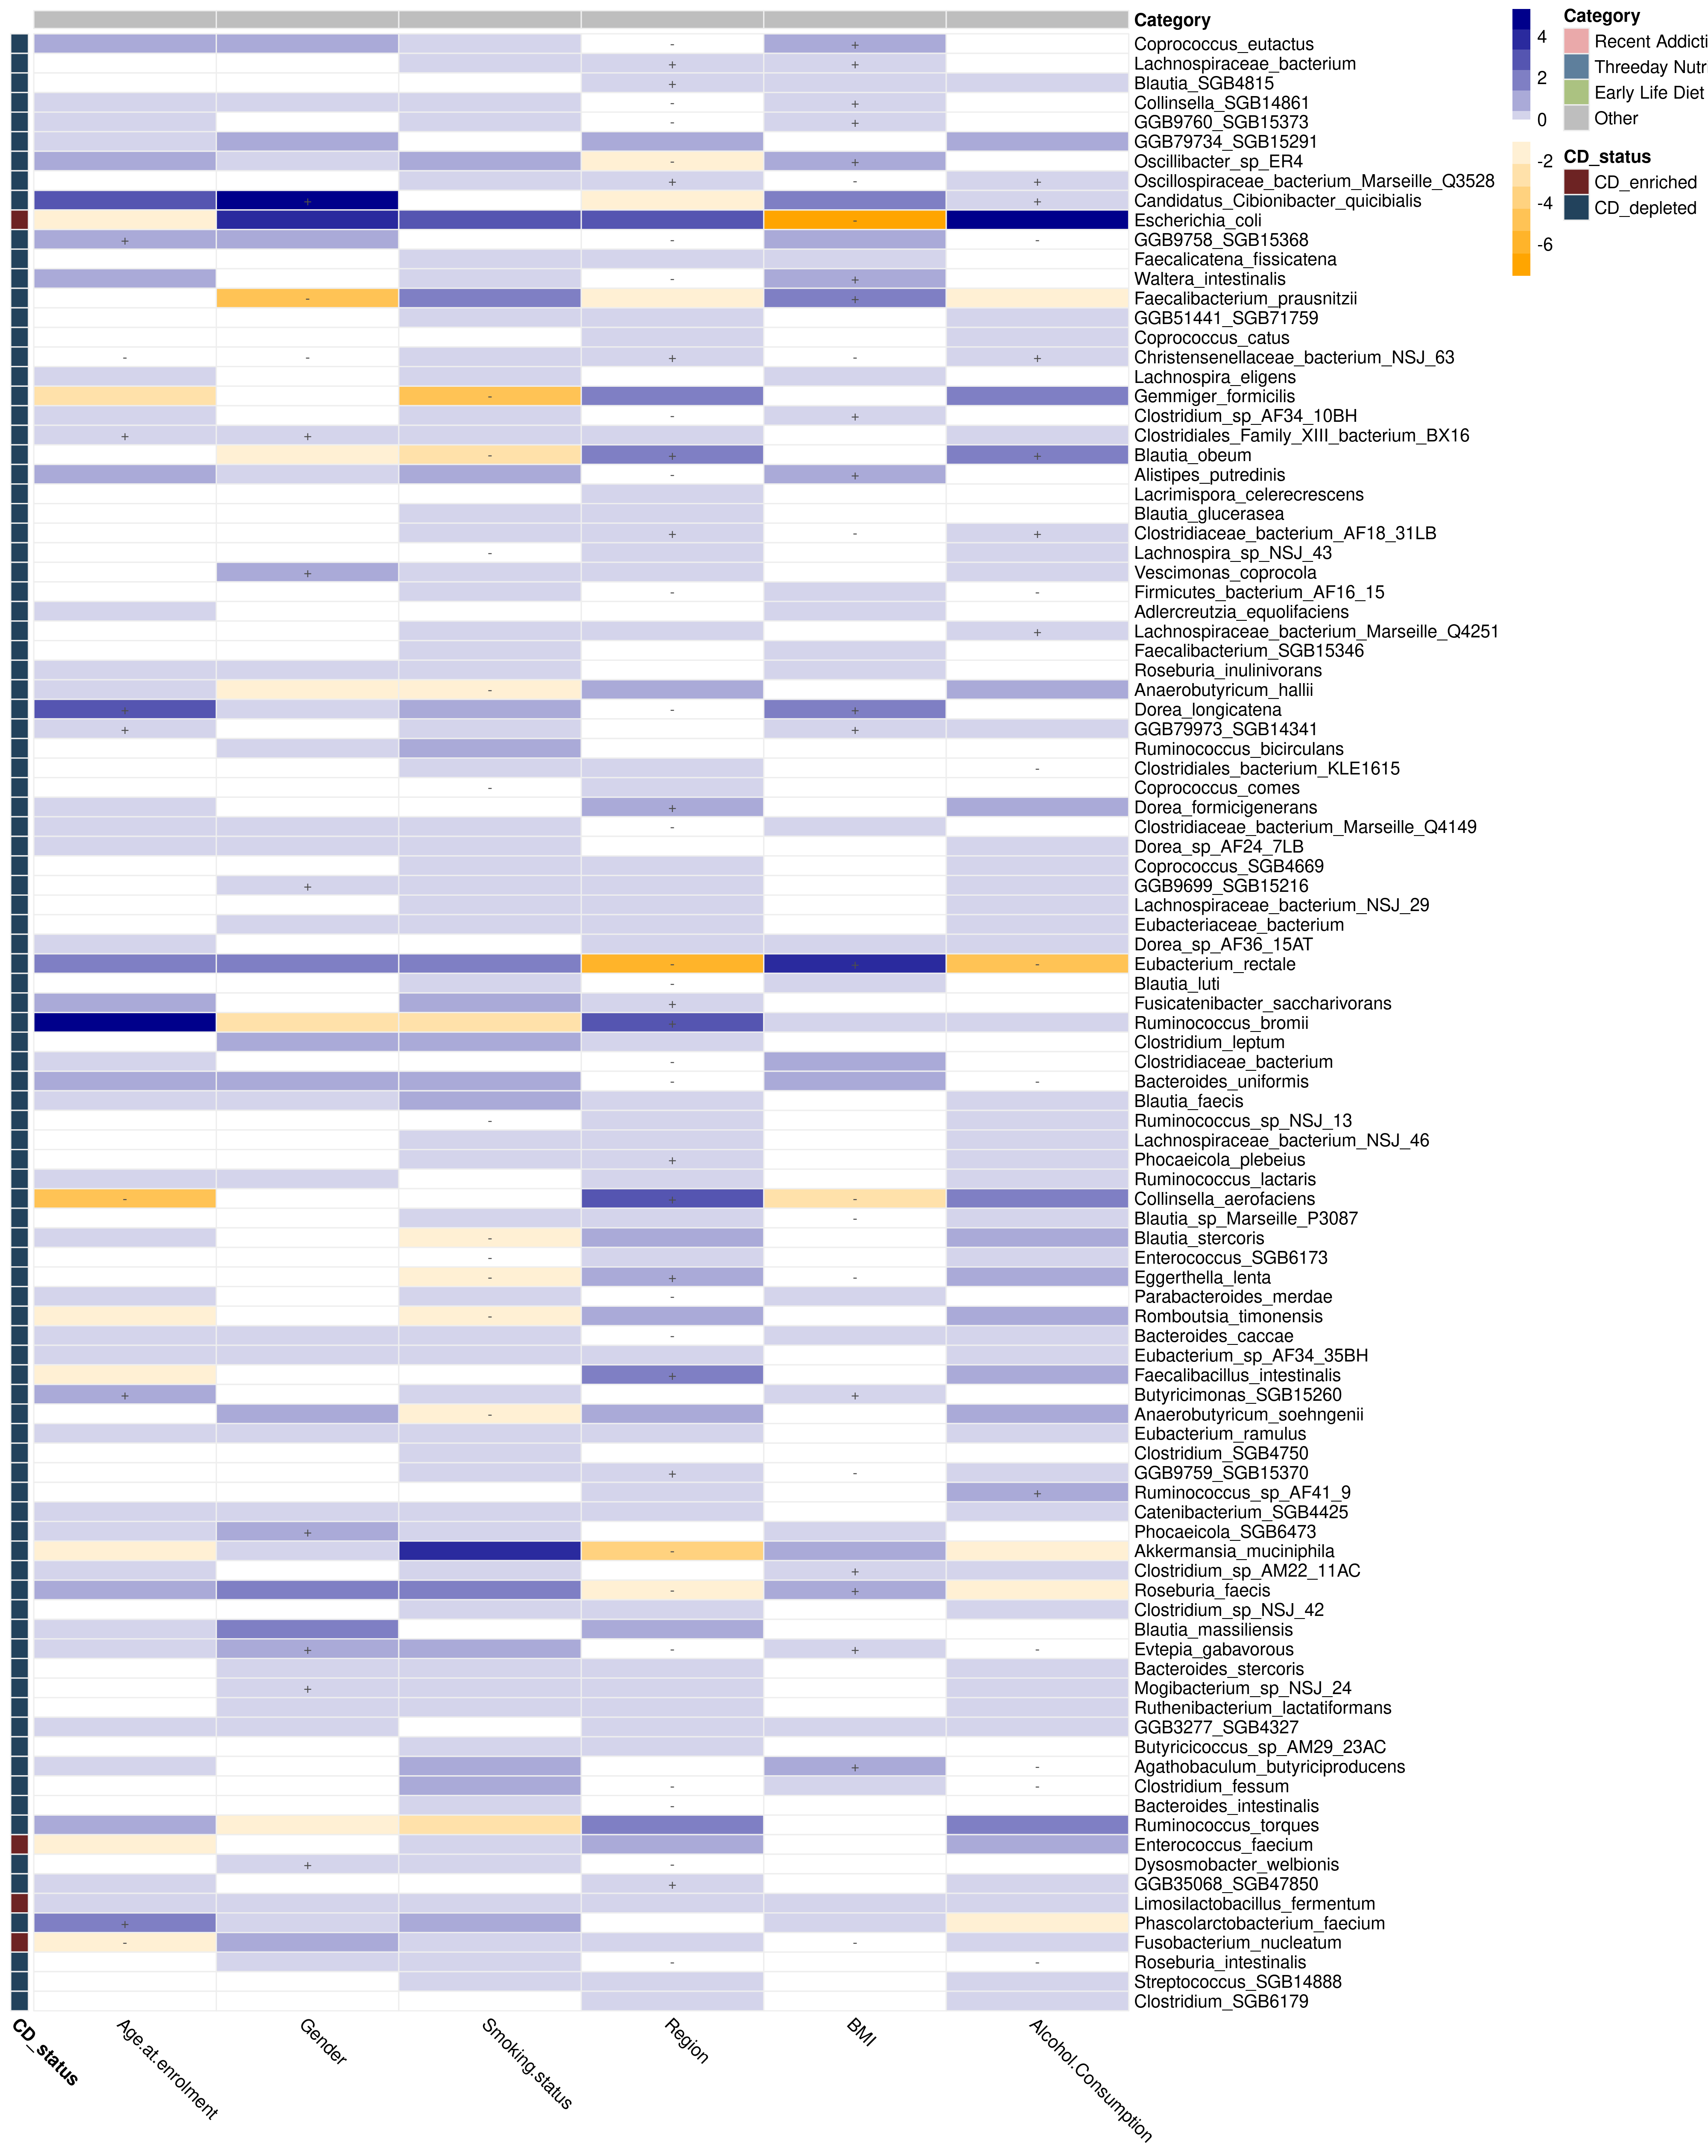 Category
Coprococcus_eutactus
Lachnospiraceae_bacterium
Blautia_SGB4815
Collinsella_SGB14861
GGB9760_SGB15373
GGB79734_SGB15291
Oscillibacter_sp_ER4
Oscillospiraceae_bacterium_Marseille_Q3528
Candidatus_Cibionibacter_quicibialis
Escherichia_coli
GGB9758_SGB15368
Faecalicatena_fissicatena
Waltera_intestinalis
Faecalibacterium_prausnitzii
GGB51441_SGB71759
Coprococcus_catus
Christensenellaceae_bacterium_NSJ_63
Lachnospira_eligens
Gemmiger_formicilis
Clostridium_sp_AF34_10BH
Clostridiales_Family_XIII_bacterium_BX16
Blautia_obeum
Alistipes_putredinis
Lacrimispora_celerecrescens
Blautia_glucerasea
Clostridiaceae_bacterium_AF18_31LB
Lachnospira_sp_NSJ_43
Vescimonas_coprocola
Firmicutes_bacterium_AF16_15
Adlercreutzia_equolifaciens
Lachnospiraceae_bacterium_Marseille_Q4251
Faecalibacterium_SGB15346
Roseburia_inulinivorans
Anaerobutyricum_hallii
Dorea_longicatena
GGB79973_SGB14341
Ruminococcus_bicirculans
Clostridiales_bacterium_KLE1615
Coprococcus_comes
Dorea_formicigenerans
Clostridiaceae_bacterium_Marseille_Q4149
Dorea_sp_AF24_7LB
Coprococcus_SGB4669
GGB9699_SGB15216
Lachnospiraceae_bacterium_NSJ_29
Eubacteriaceae_bacterium
Dorea_sp_AF36_15AT
Eubacterium_rectale
Blautia_luti
Fusicatenibacter_saccharivorans
Ruminococcus_bromii
Clostridium_leptum
Clostridiaceae_bacterium
Bacteroides_uniformis
Blautia_faecis
Ruminococcus_sp_NSJ_13
Lachnospiraceae_bacterium_NSJ_46
Phocaeicola_plebeius
Ruminococcus_lactaris
Collinsella_aerofaciens
Blautia_sp_Marseille_P3087
Blautia_stercoris
Enterococcus_SGB6173
Eggerthella_lenta
Parabacteroides_merdae
Romboutsia_timonensis
Bacteroides_caccae
Eubacterium_sp_AF34_35BH
Faecalibacillus_intestinalis
Butyricimonas_SGB15260
Anaerobutyricum_soehngenii
Eubacterium_ramulus
Clostridium_SGB4750
GGB9759_SGB15370
Ruminococcus_sp_AF41_9
Catenibacterium_SGB4425
Phocaeicola_SGB6473
Akkermansia_muciniphila
Clostridium_sp_AM22_11AC
Roseburia_faecis
Clostridium_sp_NSJ_42
Blautia_massiliensis
Evtepia_gabavorous
Bacteroides_stercoris
Mogibacterium_sp_NSJ_24
Ruthenibacterium_lactatiformans
GGB3277_SGB4327
Butyricicoccus_sp_AM29_23AC
Agathobaculum_butyriciproducens
Clostridium_fessum
Bacteroides_intestinalis
Ruminococcus_torques
Enterococcus_faecium
Dysosmobacter_welbionis
GGB35068_SGB47850
Limosilactobacillus_fermentum
Phascolarctobacterium_faecium
Fusobacterium_nucleatum
Roseburia_intestinalis
Streptococcus_SGB14888
Clostridium_SGB6179
CD_status
Age.at.enrolment
Gender
Smoking.status
Region
BMI
Alcohol.Consumption
4
2
0
-2
-4
-6
Category
Recent Addicti
Threeday Nutr
Early Life Diet
Other
CD_status
CD_enriched
CD_depleted